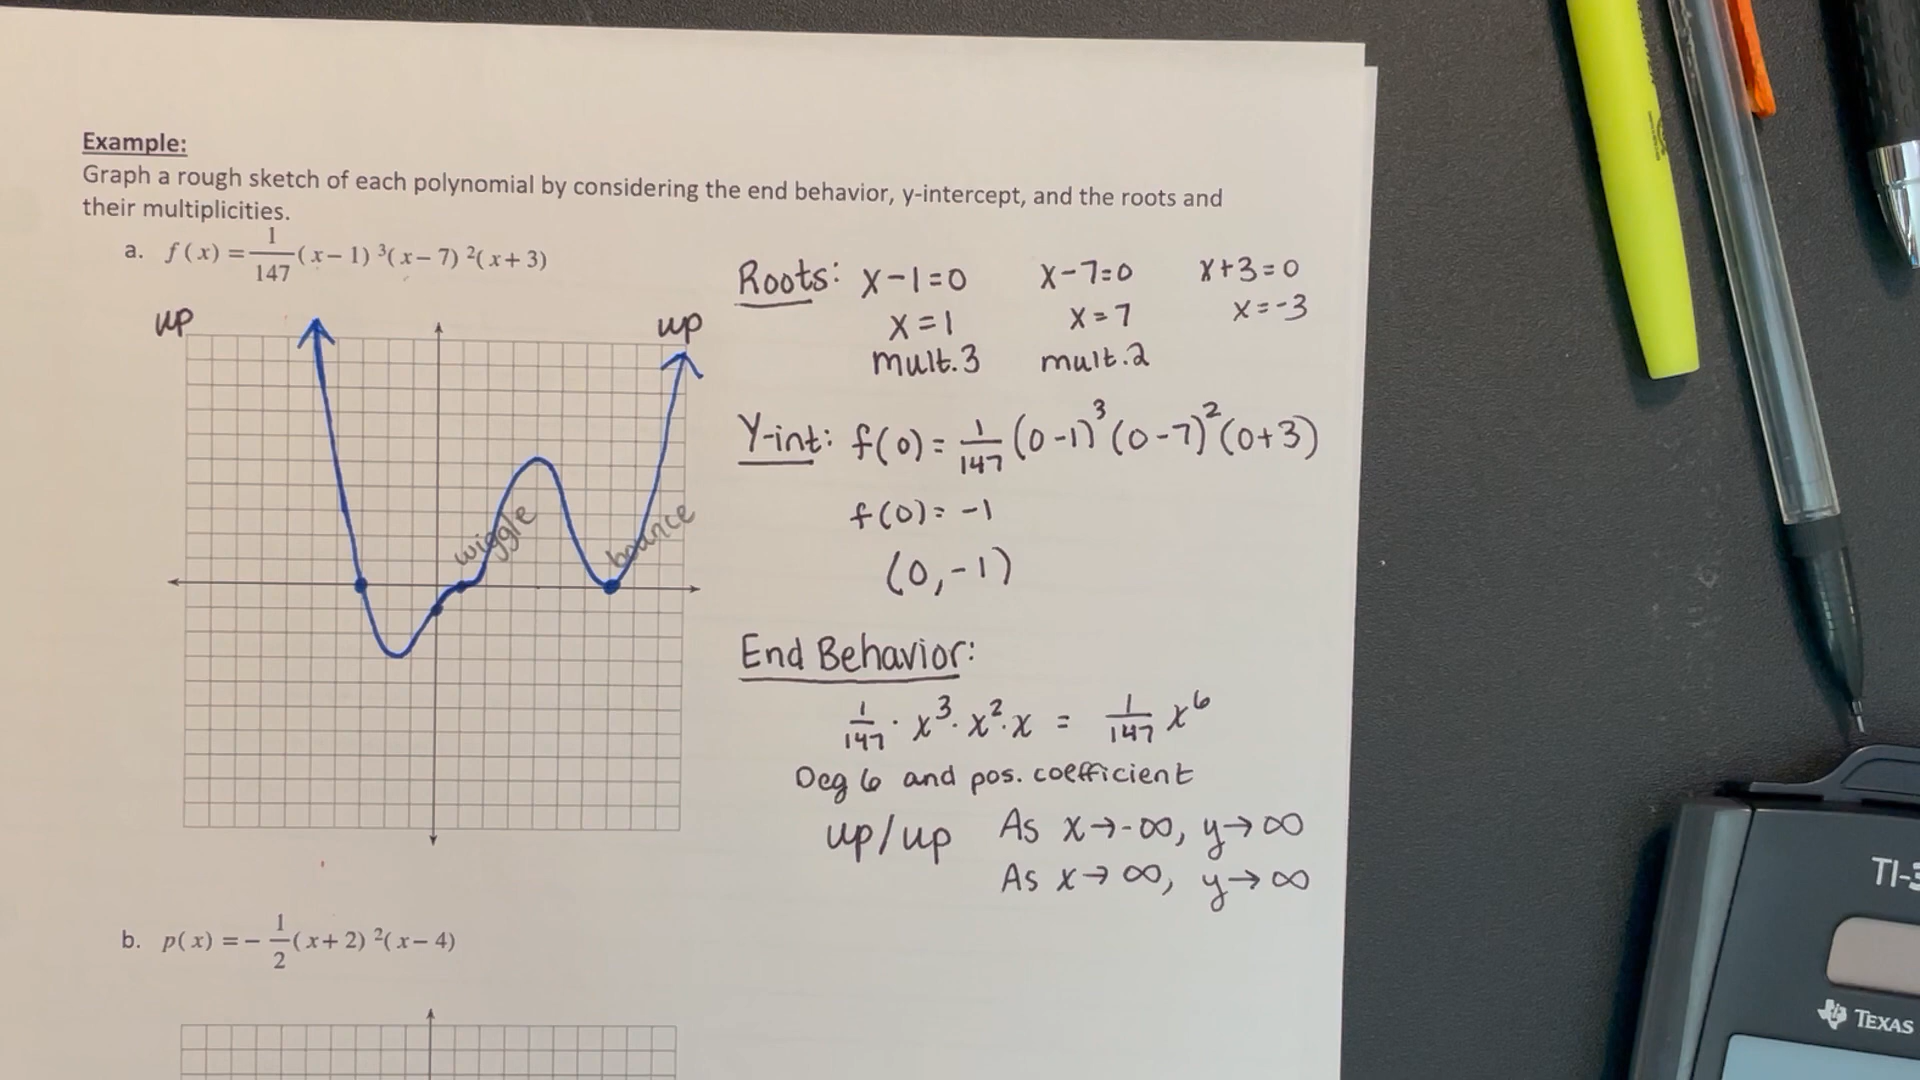 Example:
Graph a rough sketch of each polynomial by considering the end behavior, y-intercept, and the roots and
their multiplicities.
a. f(x) = 1/147 (x − 1)³(x − 7)²(x + 3)
up
up
wiggle
bounce
Roots: x−1=0 x−7=0 x+3=0
x=1 x=7 x=-3
mult.3 mult.2
Y-int: f(0) = 1/147 (0-1)³(0-7)²(0+3)
f(0) = -1
(0,-1)
End Behavior:
1/147 · x³ · x² · x = 1/147 x⁶
Deg 6 and pos. coefficient
up/up As x→-∞, y→∞
As x→∞, y→∞
b. p(x) = − 1/2 (x + 2)²(x − 4)
TI-3
TEXAS